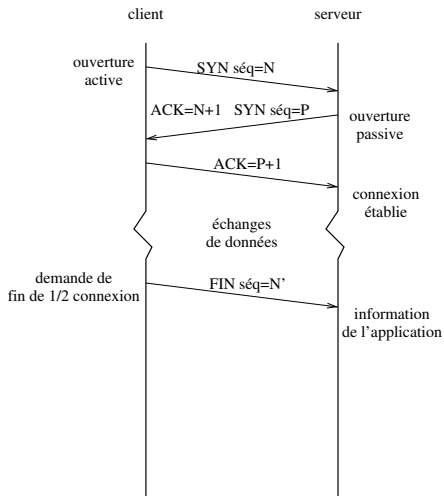 client
serveur
ouverture
active
SYN séq=N
ACK=N+1 SYN séq=P
ouverture
passive
ACK=P+1
connexion
établie
échanges
de données
demande de
fin de 1/2 connexion
FIN séq=N’
information
de l’application